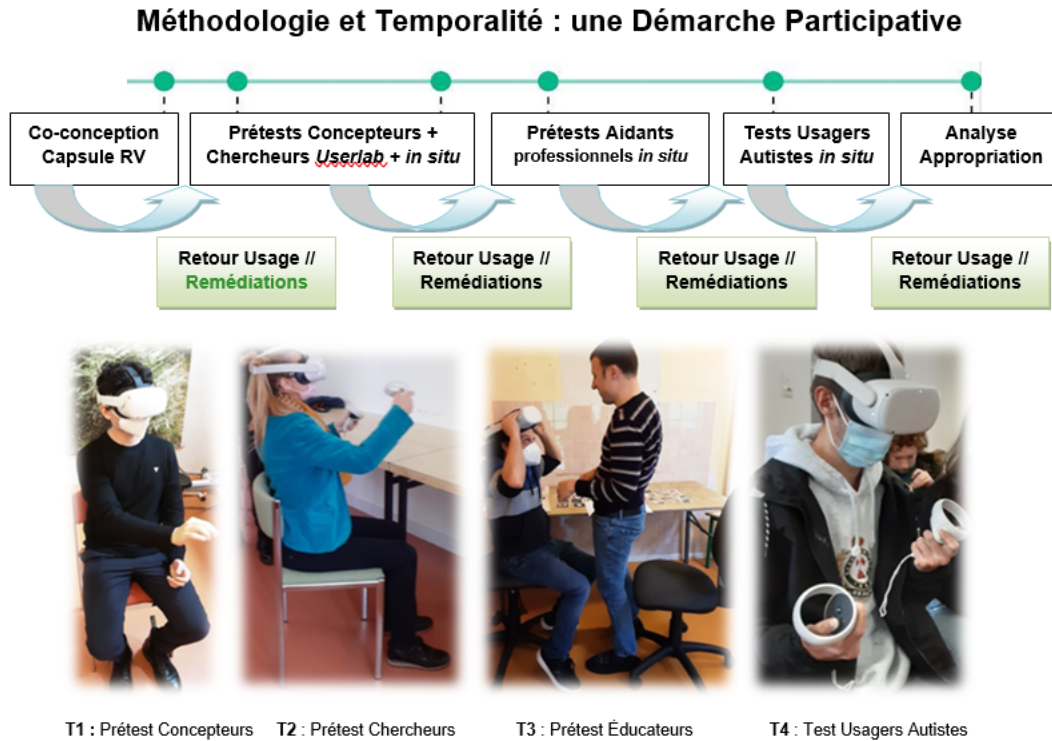 Méthodologie et Temporalité : une Démarche Participative
Co-conception
Capsule RV
Prétests Concepteurs +
Chercheurs Userlab + in situ
Prétests Aidants
professionnels in situ
Tests Usagers
Autistes in situ
Analyse
Appropriation
Retour Usage //
Remédiations
Retour Usage //
Remédiations
Retour Usage //
Remédiations
Retour Usage //
Remédiations
T1 : Prétest Concepteurs
T2 : Prétest Chercheurs
T3 : Prétest Éducateurs
T4 : Test Usagers Autistes